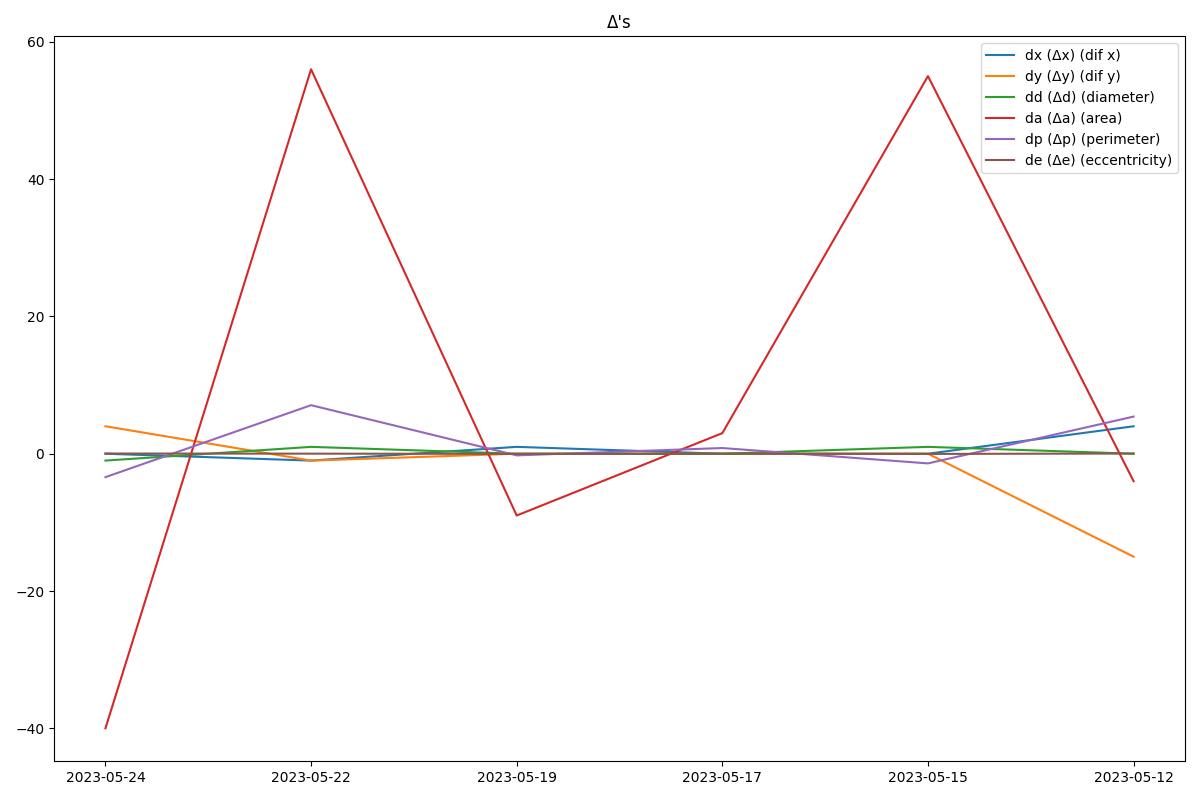 Δ's
dx (Δx) (dif x)
dy (Δy) (dif y)
dd (Δd) (diameter)
da (Δa) (area)
dp (Δp) (perimeter)
de (Δe) (eccentricity)
60
40
20
0
−20
−40
2023-05-24 2023-05-22 2023-05-19 2023-05-17 2023-05-15 2023-05-12